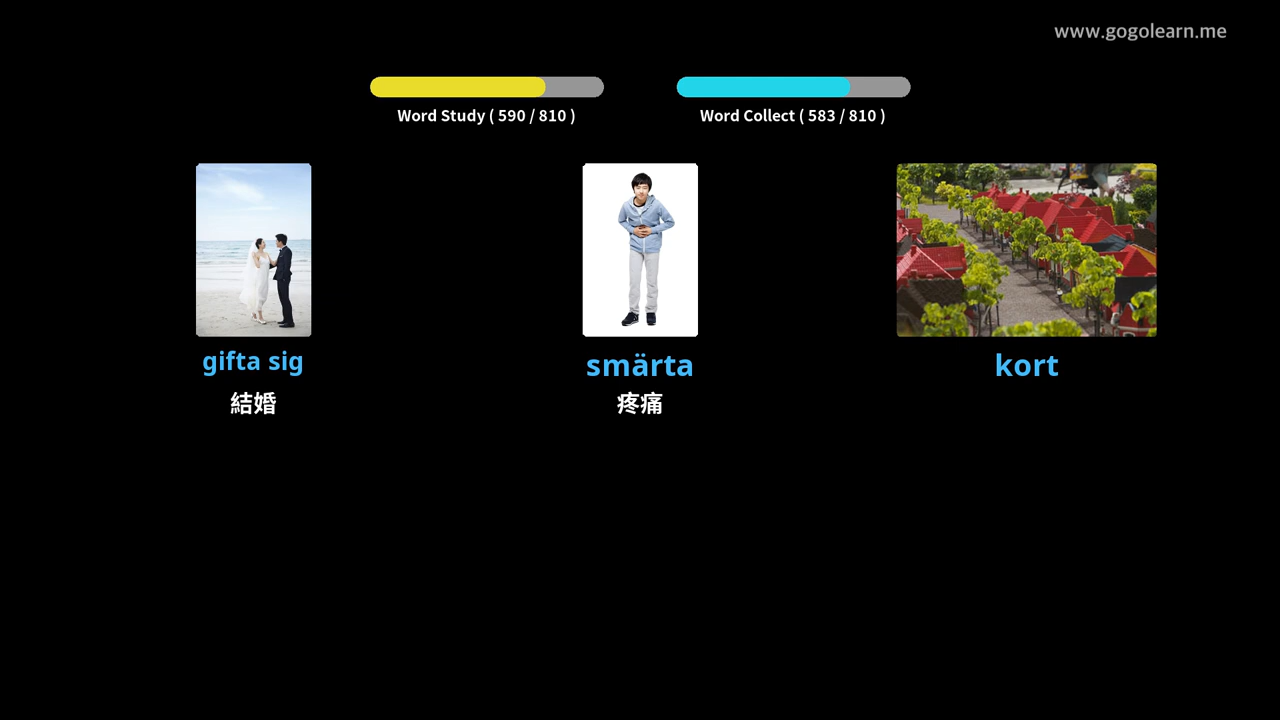 www.gogolearn.me
Word Study ( 590 / 810 )
Word Collect ( 583 / 810 )
gifta sig
結婚
smärta
疼痛
kort